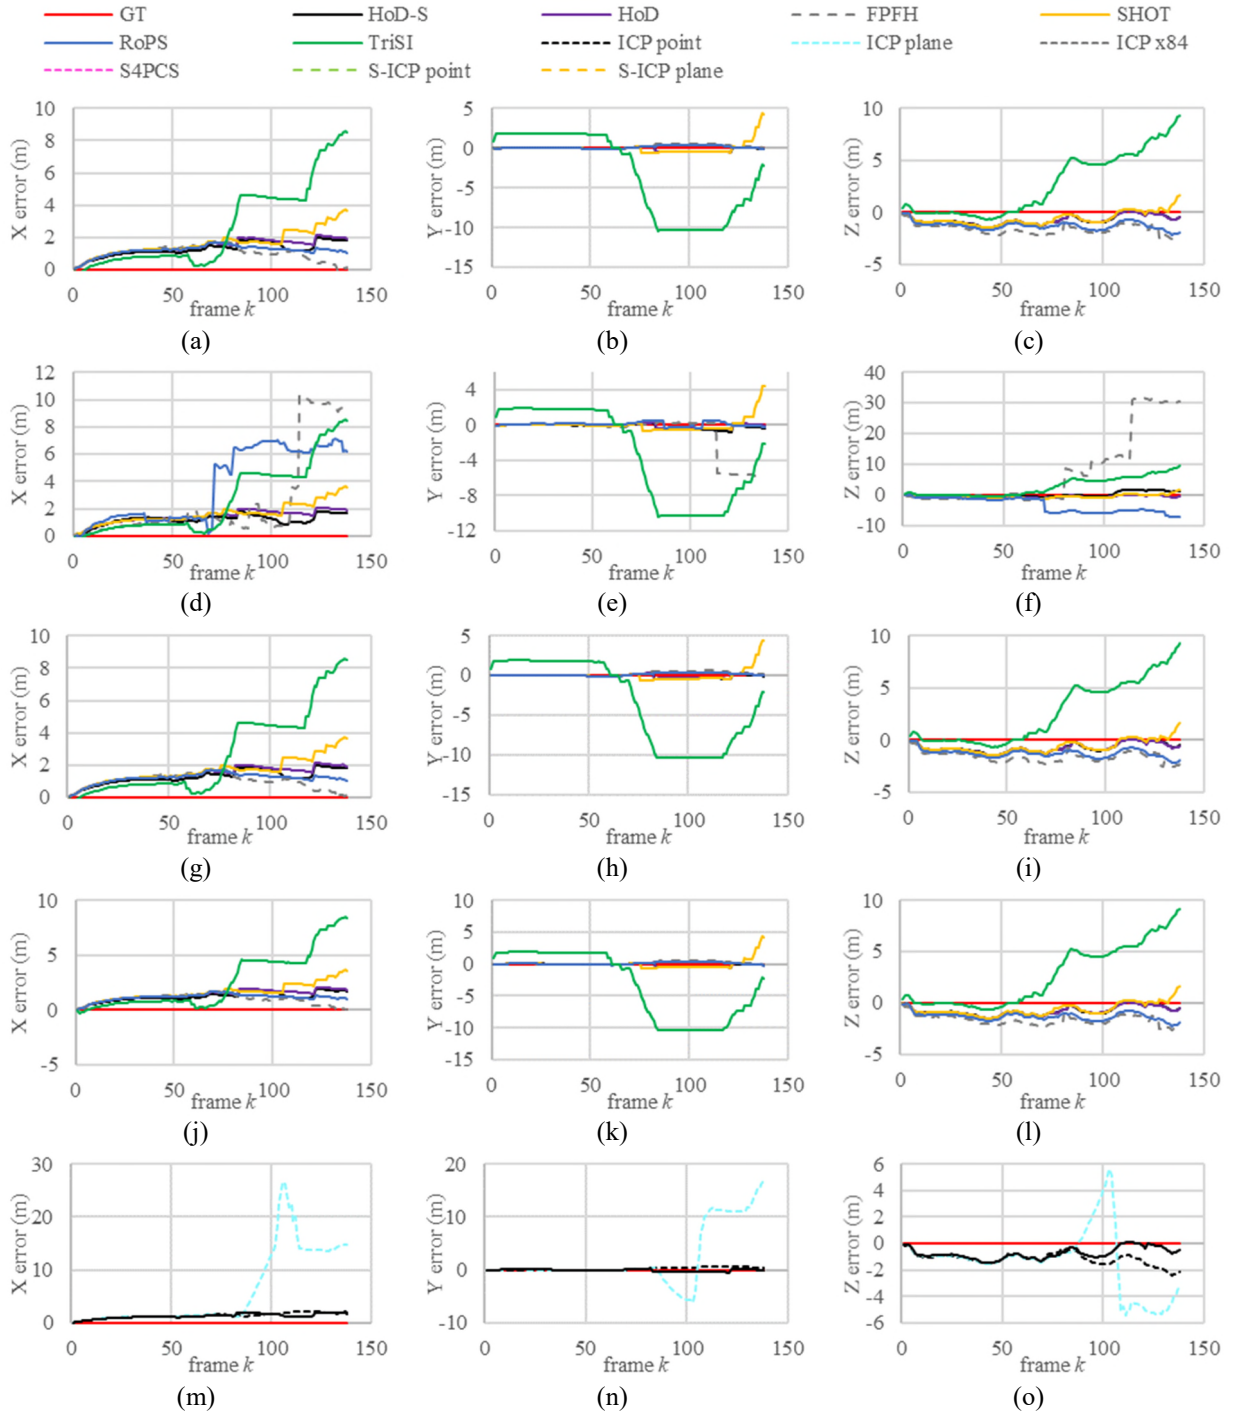 GT HoD-S HoD FPFH SHOT
RoPS TriSI ICP point ICP plane ICP x84
S4PCS S-ICP point S-ICP plane
X error (m) 10 8 6 4 2 0
0 50 100 150
frame k
(a)
Y error (m) 5 0 -5 -10 -15
0 50 100 150
frame k
(b)
Z error (m) 10 5 0 -5
0 50 100 150
frame k
(c)
X error (m) 12 10 8 6 4 2 0
0 50 100 150
frame k
(d)
Y error (m) 4 0 -4 -8 -12
0 50 100 150
frame k
(e)
Z error (m) 40 30 20 10 0 -10
0 50 100 150
frame k
(f)
X error (m) 10 8 6 4 2 0
0 50 100 150
frame k
(g)
Y error (m) 5 0 -5 -10 -15
0 50 100 150
frame k
(h)
Z error (m) 10 5 0 -5
0 50 100 150
frame k
(i)
X error (m) 10 5 0 -5
0 50 100 150
frame k
(j)
Y error (m) 10 5 0 -5 -10 -15
0 50 100 150
frame k
(k)
Z error (m) 10 5 0 -5
0 50 100 150
frame k
(l)
X error (m) 30 20 10 0
0 50 100 150
frame k
(m)
Y error (m) 20 10 0 -10
0 50 100 150
frame k
(n)
Z error (m) 6 4 2 0 -2 -4 -6
0 50 100 150
frame k
(o)